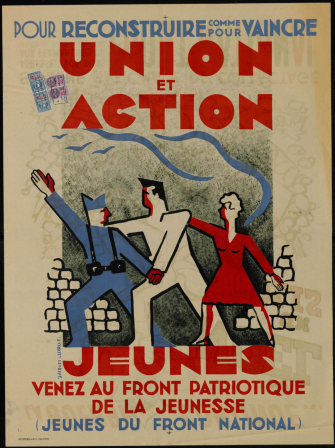 POUR RECONSTRUIRE COMME POUR VAINCRE
UNION
ET
ACTION
JEUNES
VENEZ AU FRONT PATRIOTIQUE
DE LA JEUNESSE
(JEUNES DU FRONT NATIONAL)